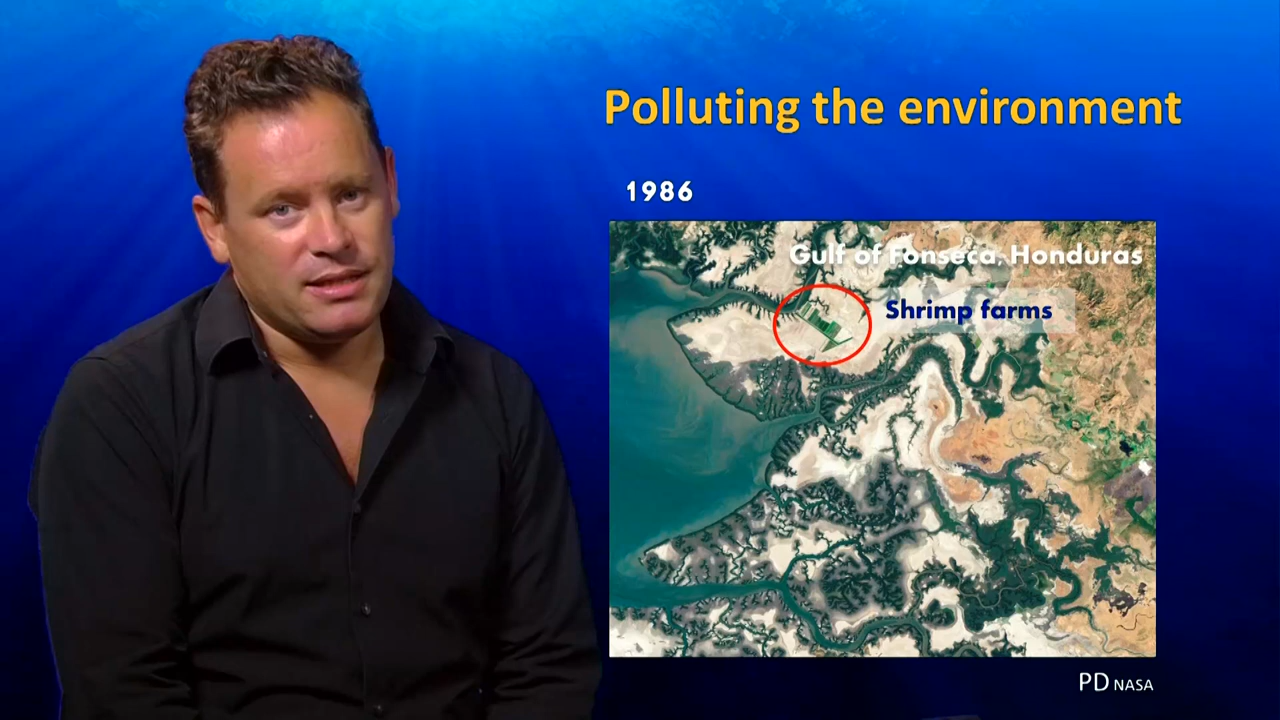 Polluting the environment
1986
Gulf of Fonseca, Honduras
Shrimp farms
PD NASA